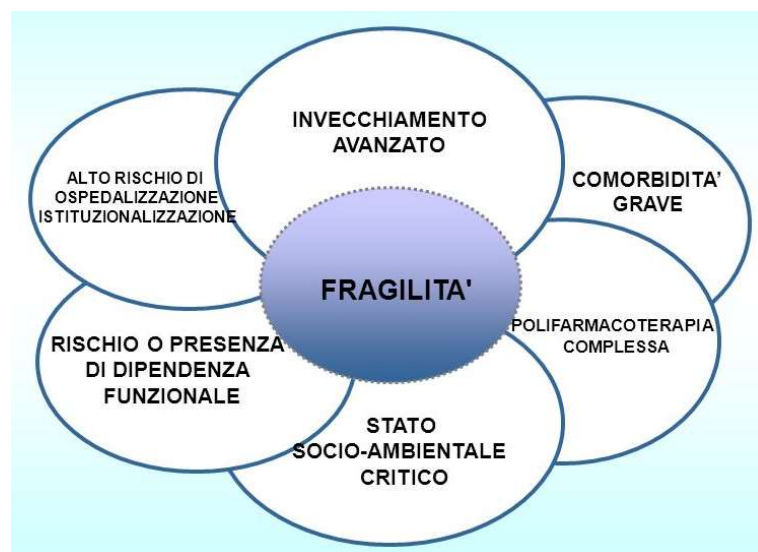 INVECCHIAMENTO
AVANZATO
ALTO RISCHIO DI
OSPEDALIZZAZIONE
ISTITUZIONALIZZAZIONE
COMORBIDITA’
GRAVE
FRAGILITA'
RISCHIO O PRESENZA
DI DIPENDENZA
FUNZIONALE
POLIFARMACOTERAPIA
COMPLESSA
STATO
SOCIO-AMBIENTALE
CRITICO